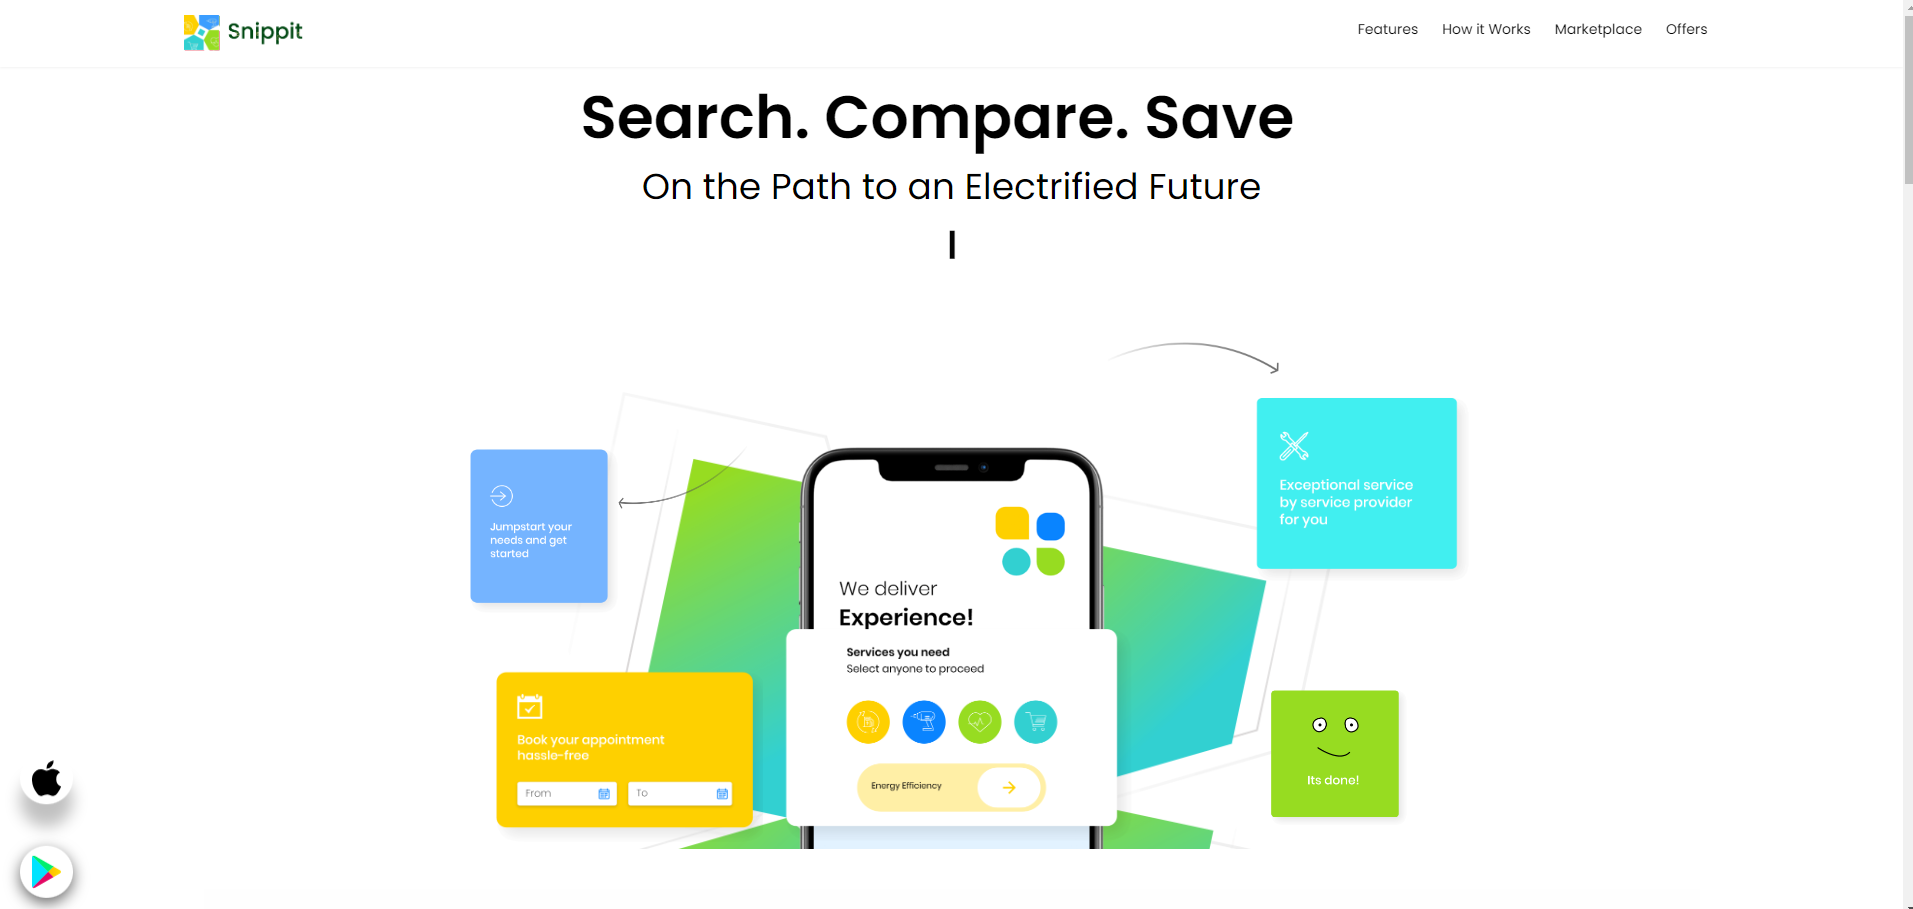 Snippit
Features How it Works Marketplace Offers
Search. Compare. Save
On the Path to an Electrified Future
Jumpstart your
needs and get
started
Exceptional service
by service provider
for you
We deliver
Experience!
Services you need
Select anyone to proceed
Energy Efficiency
Book your appointment
hassle-free
From To
Its done!